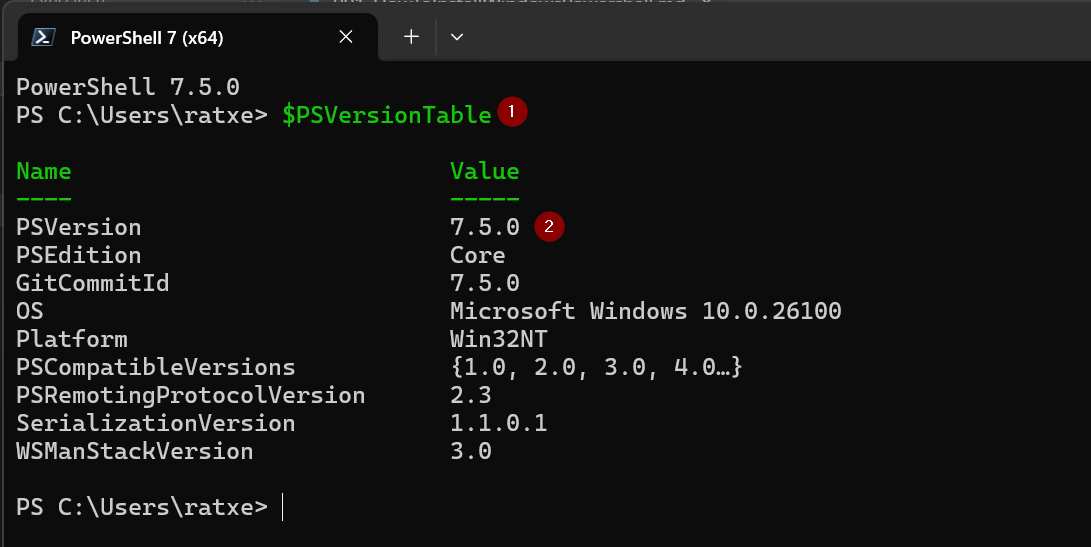 PowerShell 7 (x64)
PowerShell 7.5.0
PS C:\Users\ratxe> $PSVersionTable 1
Name Value
---- -----
PSVersion 7.5.0 2
PSEdition Core
GitCommitId 7.5.0
OS Microsoft Windows 10.0.26100
Platform Win32NT
PSCompatibleVersions {1.0, 2.0, 3.0, 4.0…}
PSRemotingProtocolVersion 2.3
SerializationVersion 1.1.0.1
WSManStackVersion 3.0
PS C:\Users\ratxe>